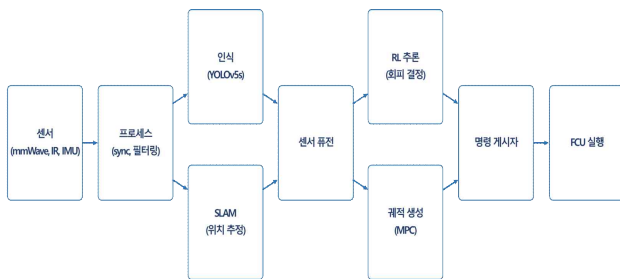 센서
(mmWave, IR, IMU)
프로세스
(sync, 필터링)
인식
(YOLOv5s)
SLAM
(위치 추정)
센서 퓨전
RL 추론
(회피 결정)
궤적 생성
(MPC)
명령 게시자
FCU 실행